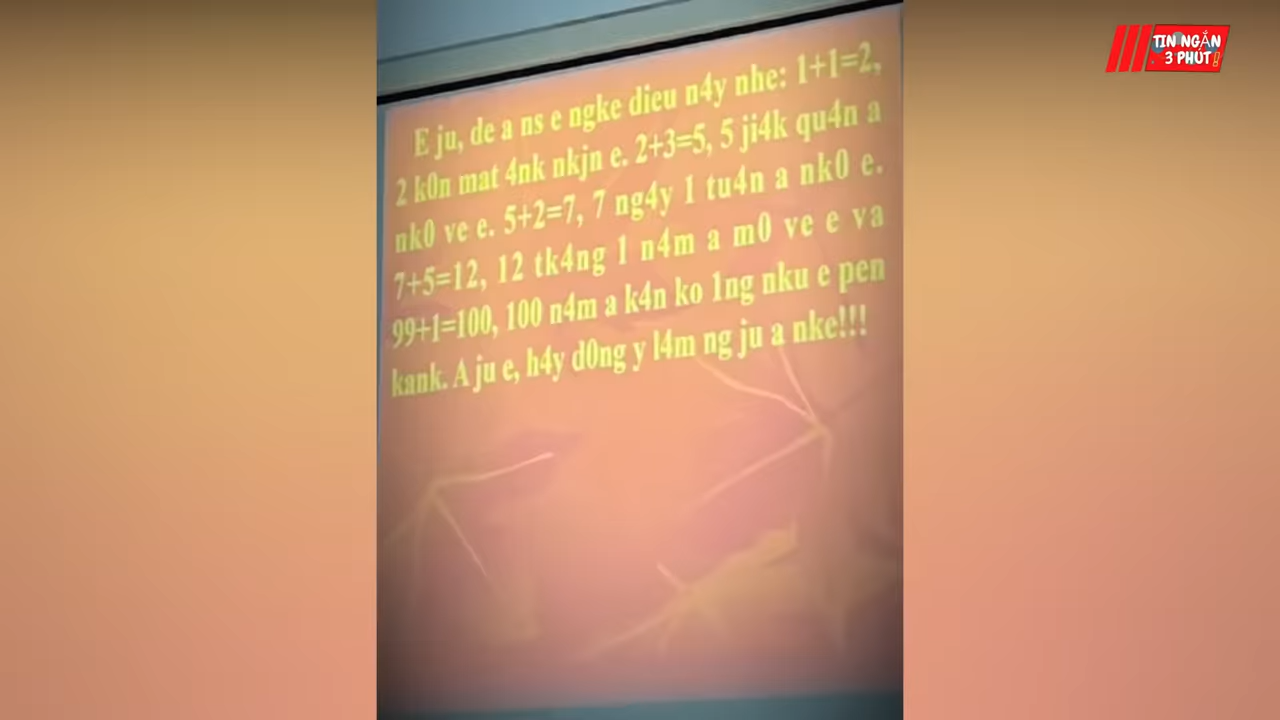 TIN NGẮN
3 PHÚT!
E ju, de a ns e ngke dieu n4y nhe: 1+1=2,
2 k0n mat 4nk nkjn e. 2+3=5, 5 ji4k qu4n a
nk0 ve e. 5+2=7, 7 ng4y 1 tu4n a nk0 e.
7+5=12, 12 tk4ng 1 n4m a m0 ve e va
99+1=100, 100 n4m a k4n ko 1ng nku e pen
kank. A ju e, h4y d0ng y l4m ng ju a nke!!!